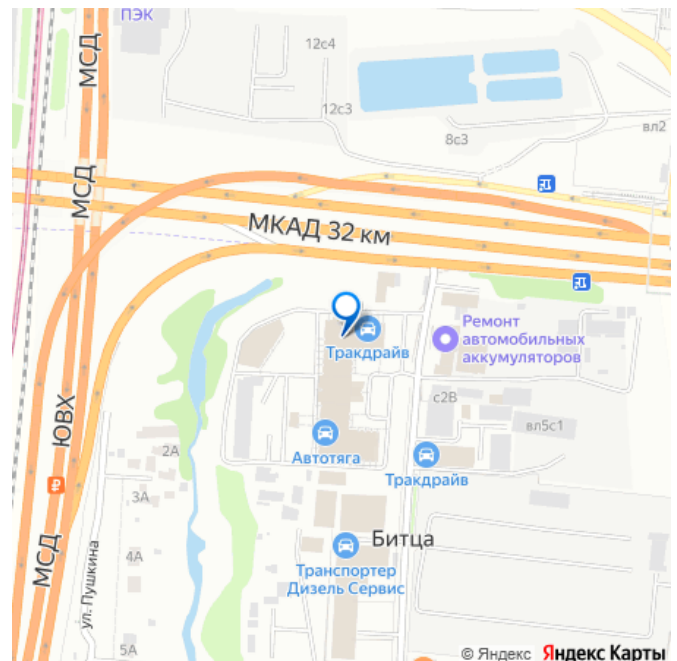 ПЭК
МСД
12с4
12с3
8с3
вл2
МСД
МКАД 32 км
Тракдрайв
Ремонт
автомобильных
аккумуляторов
с2В
вл5с1
ЮВХ
2А
Автотяга
Тракдрайв
₽
3А
МСД
ул. Пушкина
4А
Битца
Транспортер
Дизель Сервис
5А
© Яндекс Яндекс Карты